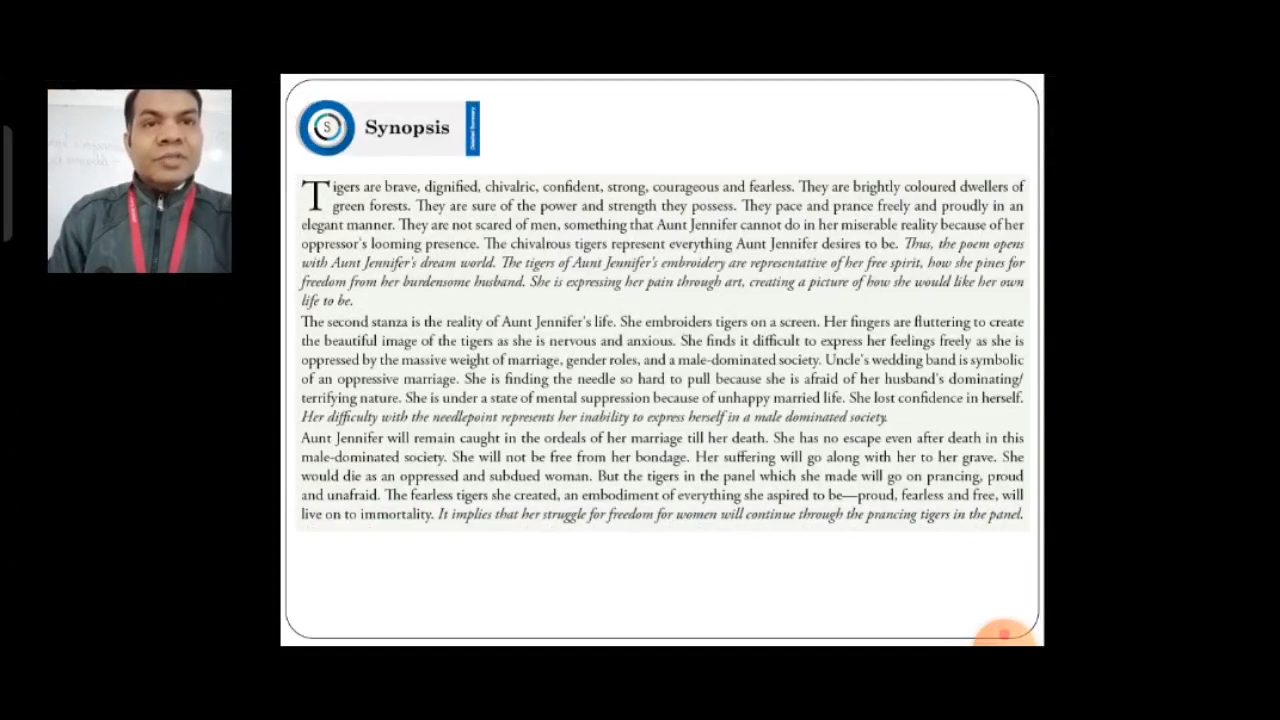 Synopsis
Detailed Summary
Tigers are brave, dignified, chivalric, confident, strong, courageous and fearless. They are brightly coloured dwellers of
green forests. They are sure of the power and strength they possess. They pace and prance freely and proudly in an
elegant manner. They are not scared of men, something that Aunt Jennifer cannot do in her miserable reality because of her
oppressor's looming presence. The chivalrous tigers represent everything Aunt Jennifer desires to be. Thus, the poem opens
with Aunt Jennifer's dream world. The tigers of Aunt Jennifer's embroidery are representative of her free spirit, how she pines for
freedom from her burdensome husband. She is expressing her pain through art, creating a picture of how she would like her own
life to be.
The second stanza is the reality of Aunt Jennifer's life. She embroiders tigers on a screen. Her fingers are fluttering to create
the beautiful image of the tigers as she is nervous and anxious. She finds it difficult to express her feelings freely as she is
oppressed by the massive weight of marriage, gender roles, and a male-dominated society. Uncle's wedding band is symbolic
of an oppressive marriage. She is finding the needle so hard to pull because she is afraid of her husband's dominating/
terrifying nature. She is under a state of mental suppression because of unhappy married life. She lost confidence in herself.
Her difficulty with the needlepoint represents her inability to express herself in a male dominated society.
Aunt Jennifer will remain caught in the ordeals of her marriage till her death. She has no escape even after death in this
male-dominated society. She will not be free from her bondage. Her suffering will go along with her to her grave. She
would die as an oppressed and subdued woman. But the tigers in the panel which she made will go on prancing, proud
and unafraid. The fearless tigers she created, an embodiment of everything she aspired to be—proud, fearless and free, will
live on to immortality. It implies that her struggle for freedom for women will continue through the prancing tigers in the panel.